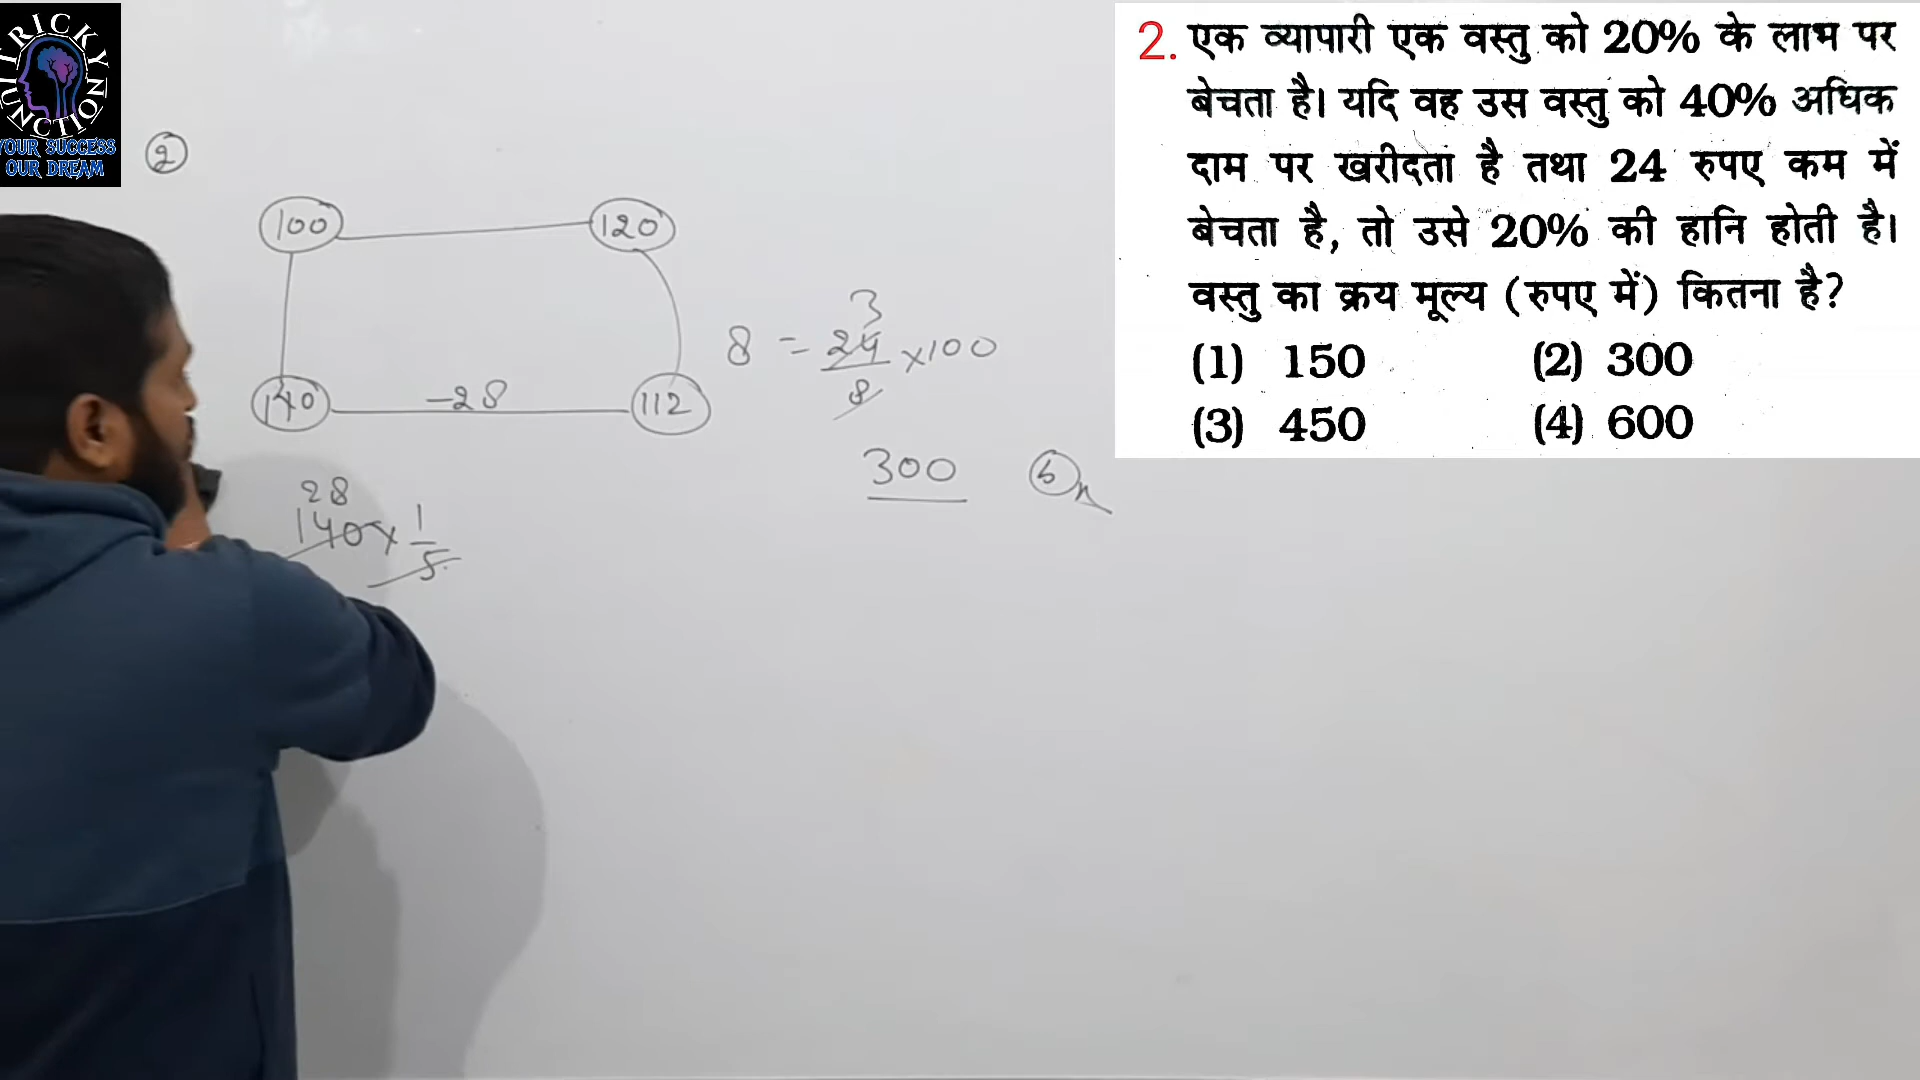 TRICKY NUNCTION
YOUR SUCCESS
OUR DREAM
2
100 120
140 -28 112
28
140 × 1/5
3
8 = 24/8 × 100
300 b
2. एक व्यापारी एक वस्तु को 20% के लाभ पर
बेचता है। यदि वह उस वस्तु को 40% अधिक
दाम पर खरीदता है तथा 24 रुपए कम में
बेचता है, तो उसे 20% की हानि होती है।
वस्तु का क्रय मूल्य (रुपए में) कितना है?
(1) 150 (2) 300
(3) 450 (4) 600